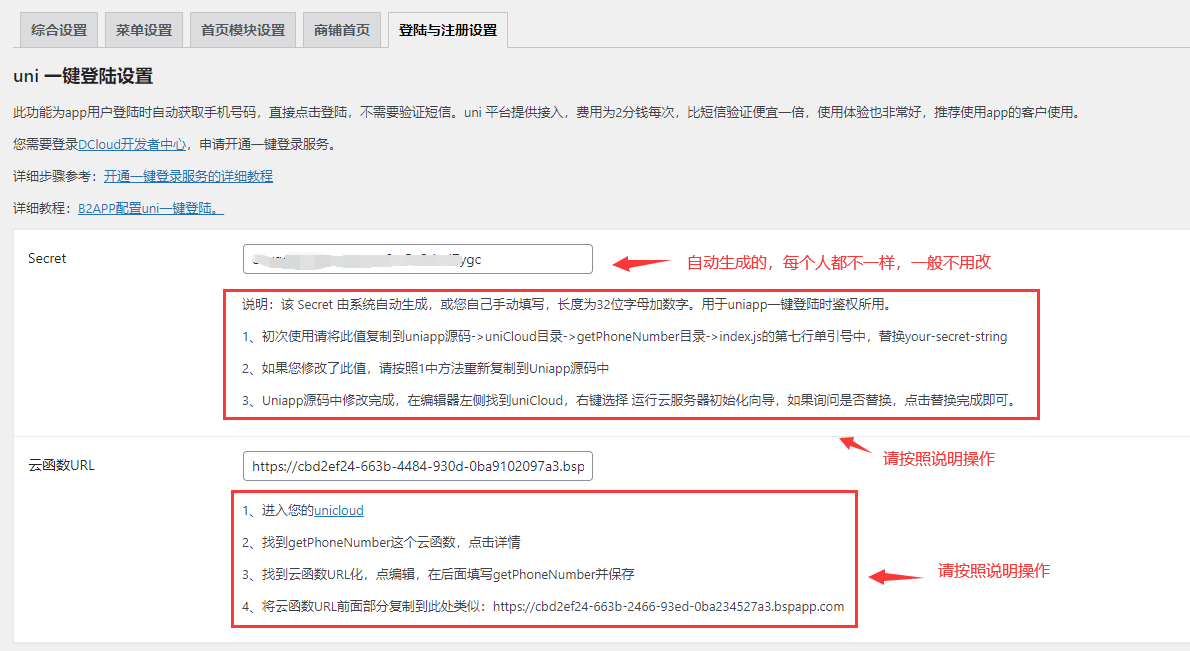 综合设置 菜单设置 首页模块设置 商铺首页 登陆与注册设置
uni 一键登陆设置
此功能为app用户登陆时自动获取手机号码，直接点击登陆，不需要验证短信。uni 平台提供接入，费用为2分钱每次，比短信验证便宜一倍，使用体验也非常好，推荐使用app的客户使用。
您需要登录DCloud开发者中心，申请开通一键登录服务。
详细步骤参考：开通一键登录服务的详细教程
详细教程：B2APP配置uni一键登陆。
Secret
ygc
自动生成的，每个人都不一样，一般不用改
说明：该 Secret 由系统自动生成，或您自己手动填写，长度为32位字母加数字。用于uniapp一键登陆时鉴权所用。
1、初次使用请将此值复制到uniapp源码->uniCloud目录->getPhoneNumber目录->index.js的第七行单引号中，替换your-secret-string
2、如果您修改了此值，请按照1中方法重新复制到Uniapp源码中
3、Uniapp源码中修改完成，在编辑器左侧找到uniCloud，右键选择 运行云服务器初始化向导，如果询问是否替换，点击替换完成即可。
请按照说明操作
云函数URL
https://cbd2ef24-663b-4484-930d-0ba9102097a3.bsp
1、进入您的unicloud
2、找到getPhoneNumber这个云函数，点击详情
3、找到云函数URL化，点编辑，在后面填写getPhoneNumber并保存
请按照说明操作
4、将云函数URL前面部分复制到此处类似：https://cbd2ef24-663b-2466-93ed-0ba234527a3.bspapp.com